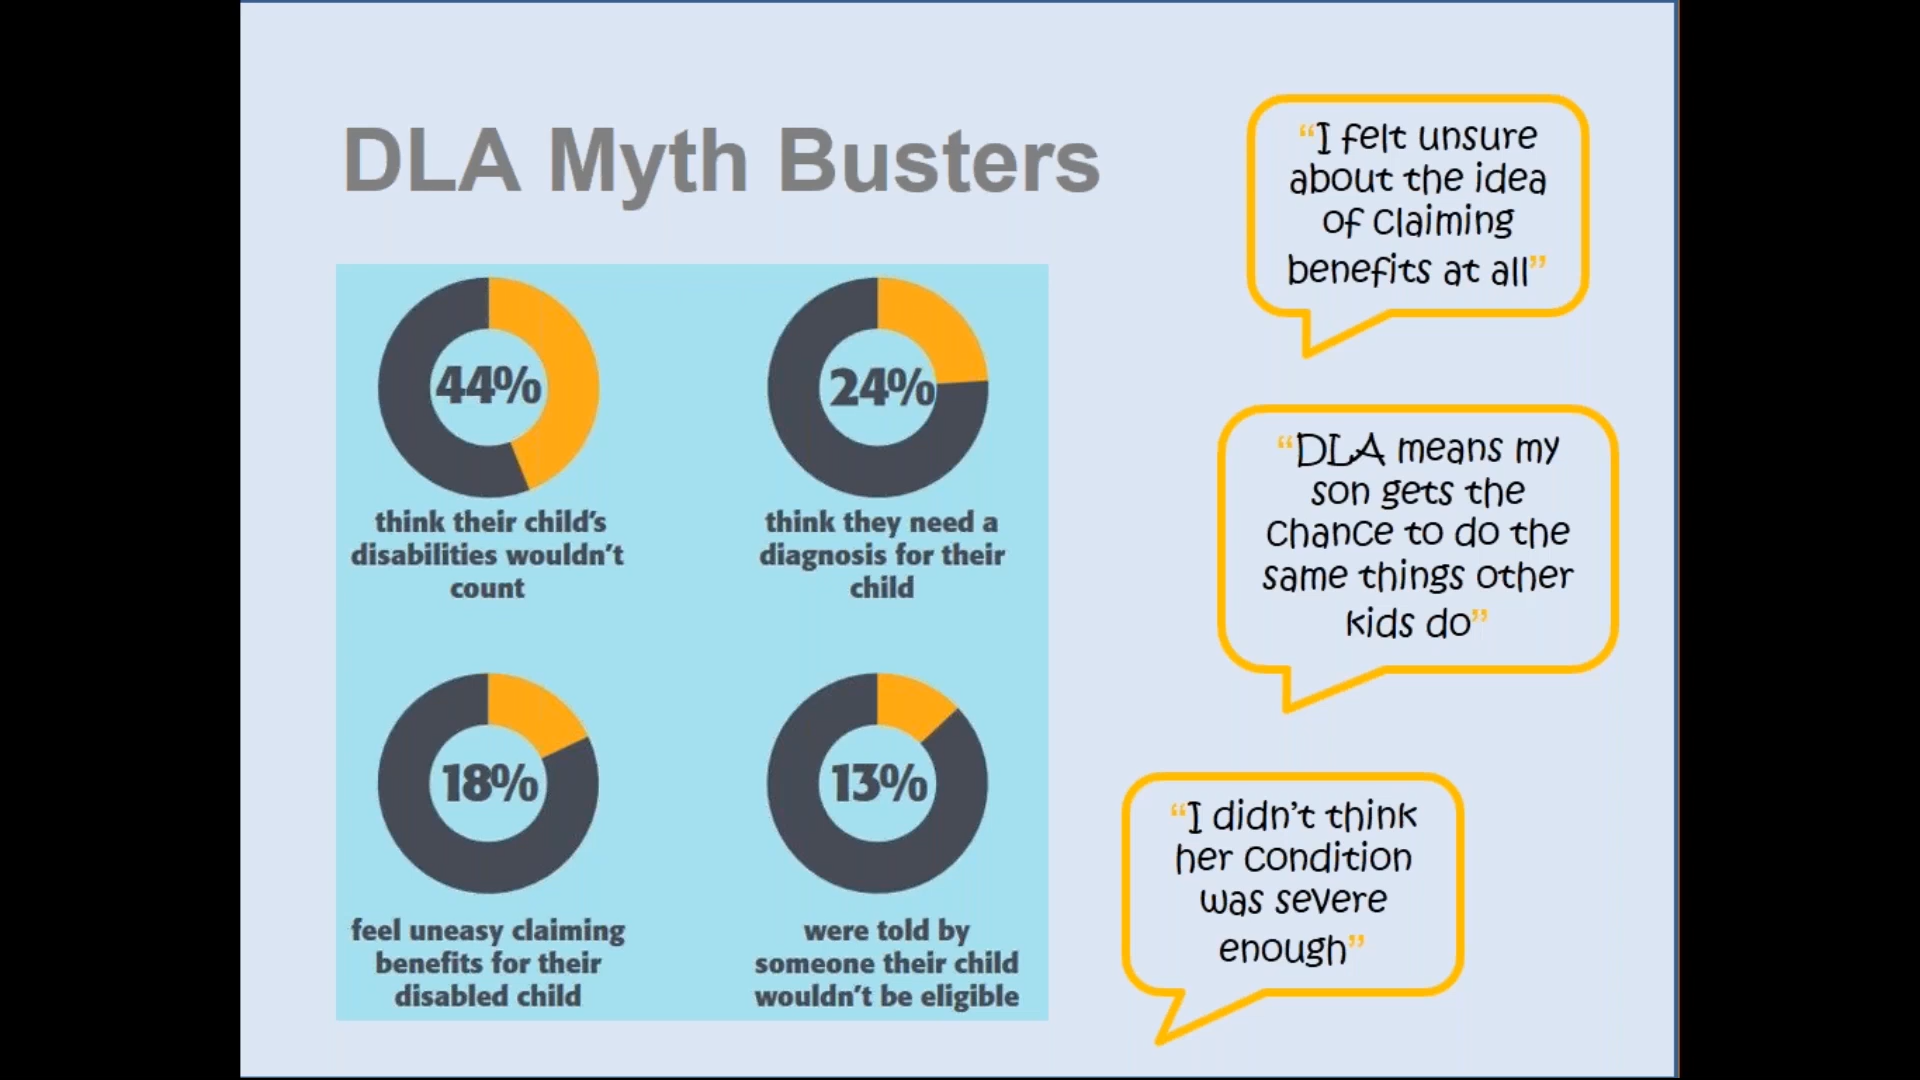 DLA Myth Busters
44%
think their child's
disabilities wouldn't
count
24%
think they need a
diagnosis for their
child
18%
feel uneasy claiming
benefits for their
disabled child
13%
were told by
someone their child
wouldn't be eligible
“I felt unsure
about the idea
of claiming
benefits at all”
“DLA means my
son gets the
chance to do the
same things other
kids do”
“I didn't think
her condition
was severe
enough”